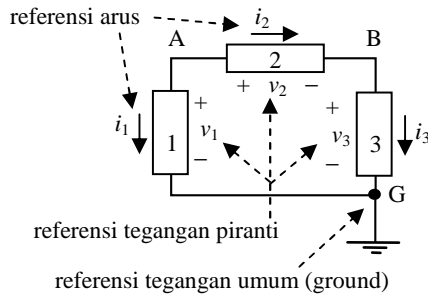 referensi arus
i₂
A
B
2
+ v₂ −
i₁
1
+
v₁
−
+
v₃
−
3
i₃
G
referensi tegangan piranti
referensi tegangan umum (ground)